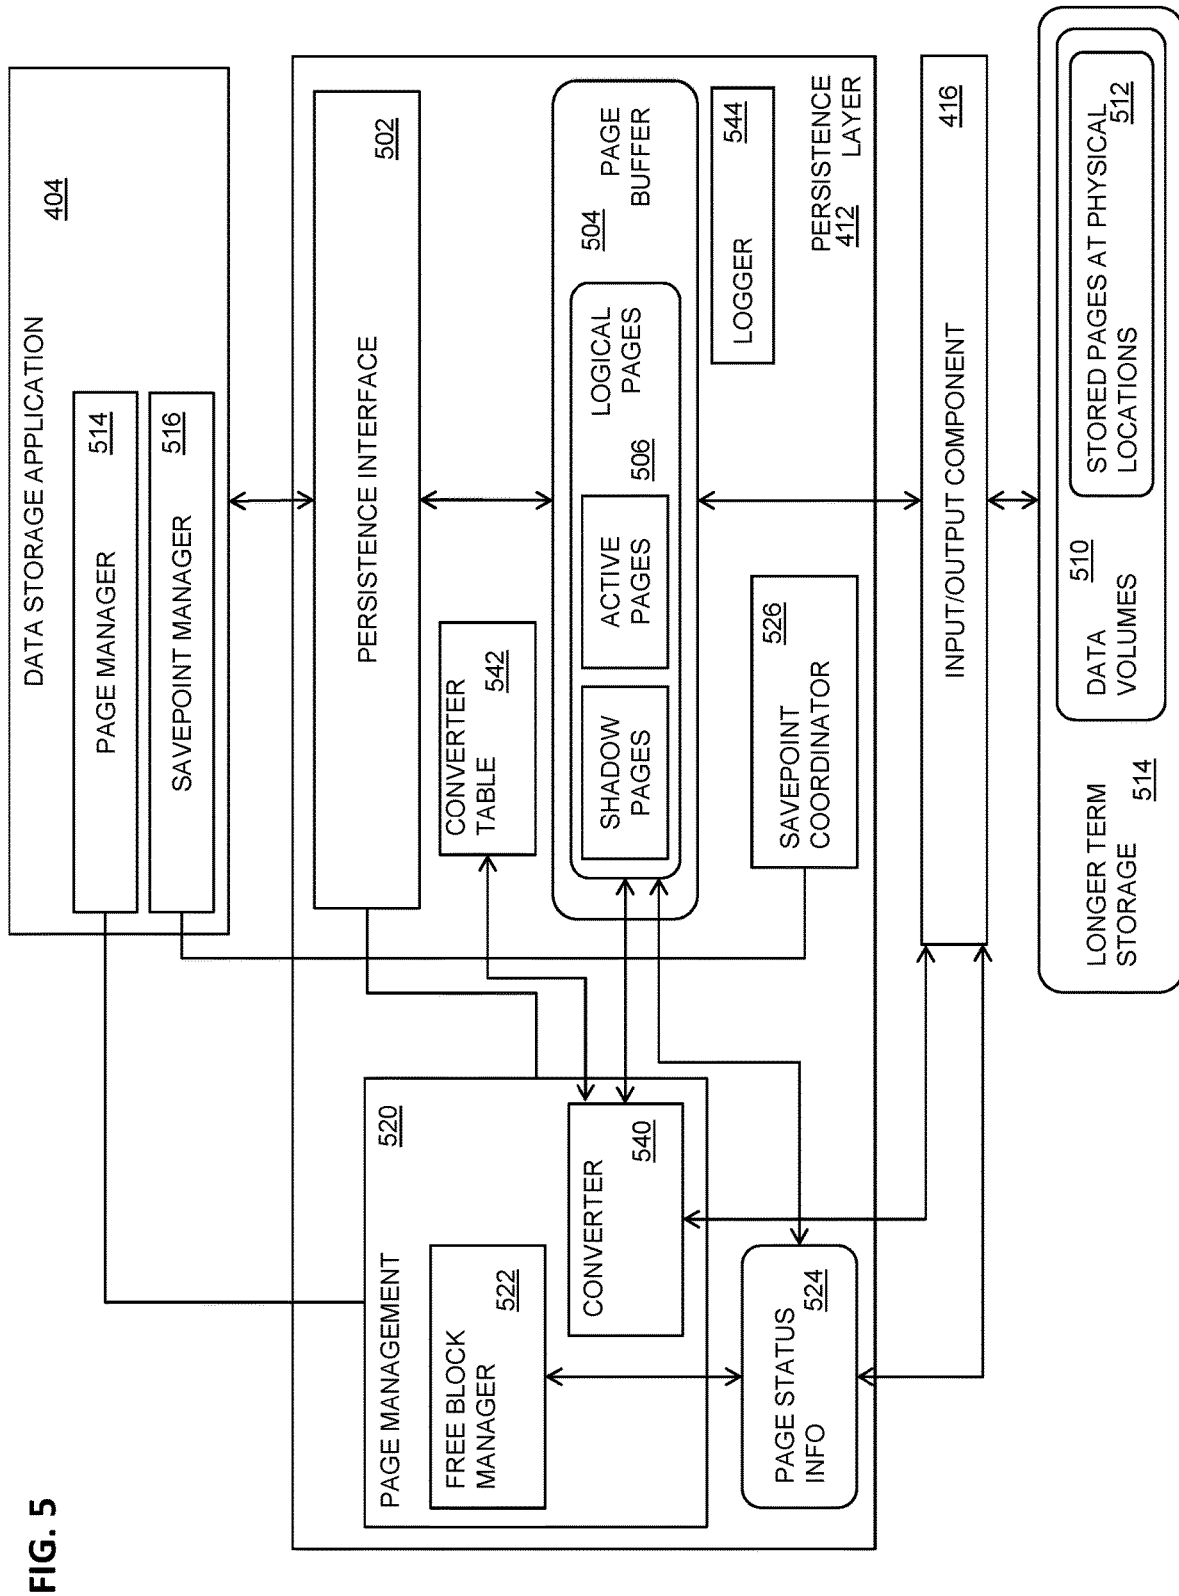 FIG. 5
DATA STORAGE APPLICATION
404
PAGE MANAGER
514
SAVEPOINT MANAGER
516
PERSISTENCE INTERFACE
502
CONVERTER
TABLE
542
504
PAGE
BUFFER
LOGICAL
PAGES
506
ACTIVE
PAGES
SHADOW
PAGES
LOGGER
544
SAVEPOINT
COORDINATOR
526
PERSISTENCE
412
LAYER
PAGE MANAGEMENT
520
FREE BLOCK
MANAGER
522
CONVERTER
540
PAGE STATUS
INFO
524
INPUT/OUTPUT COMPONENT
416
LONGER TERM
STORAGE
514
DATA
VOLUMES
510
STORED PAGES AT PHYSICAL
LOCATIONS
512